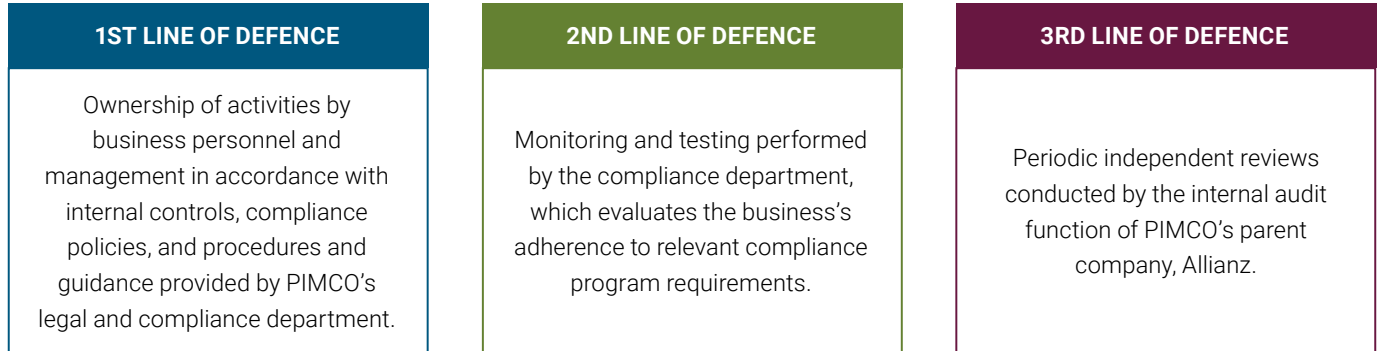 1ST LINE OF DEFENCE
Ownership of activities by
business personnel and
management in accordance with
internal controls, compliance
policies, and procedures and
guidance provided by PIMCO’s
legal and compliance department.
2ND LINE OF DEFENCE
Monitoring and testing performed
by the compliance department,
which evaluates the business’s
adherence to relevant compliance
program requirements.
3RD LINE OF DEFENCE
Periodic independent reviews
conducted by the internal audit
function of PIMCO’s parent
company, Allianz.